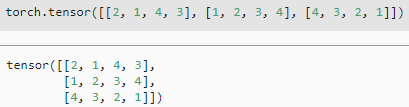 torch.tensor([[2, 1, 4, 3], [1, 2, 3, 4], [4, 3, 2, 1]])
tensor([[2, 1, 4, 3],
        [1, 2, 3, 4],
        [4, 3, 2, 1]])